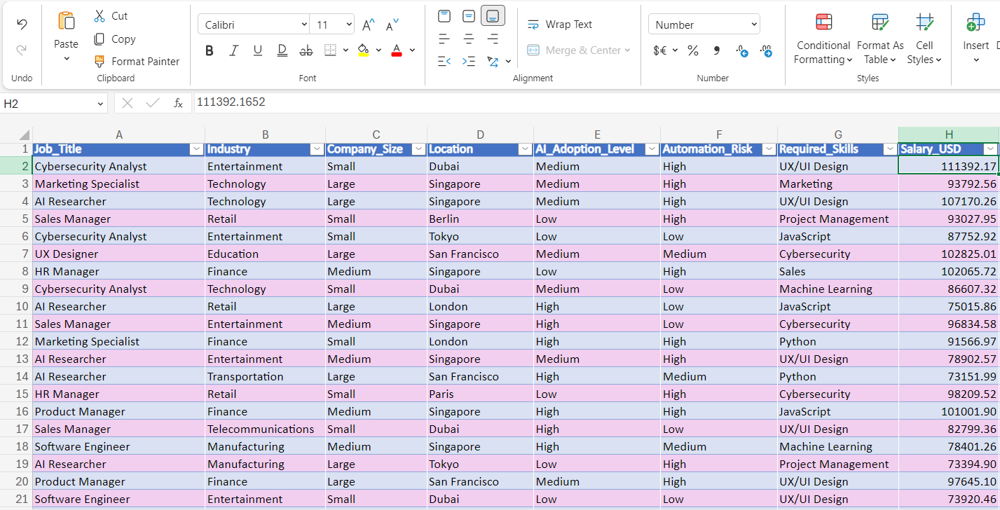 Undo
Paste
Cut
Copy
Format Painter
Clipboard
Calibri 11
A^ A˅
B I U D ab A
Font
Wrap Text
Merge & Center
Alignment
Number
$€ % 9
Number
Conditional Formatting
Format As Table
Cell Styles
Styles
Insert
H2 fx 111392.1652
A B C D E F G H
1 Job_Title Industry Company_Size Location AI_Adoption_Level Automation_Risk Required_Skills Salary_USD
2 Cybersecurity Analyst Entertainment Small Dubai Medium High UX/UI Design 111392.17
3 Marketing Specialist Technology Large Singapore Medium High Marketing 93792.56
4 AI Researcher Technology Large Singapore Medium High UX/UI Design 107170.26
5 Sales Manager Retail Small Berlin Low High Project Management 93027.95
6 Cybersecurity Analyst Entertainment Small Tokyo Low Low JavaScript 87752.92
7 UX Designer Education Large San Francisco Medium Medium Cybersecurity 102825.01
8 HR Manager Finance Medium Singapore Low High Sales 102065.72
9 Cybersecurity Analyst Technology Small Dubai Medium Low Machine Learning 86607.32
10 AI Researcher Retail Large London High Low JavaScript 75015.86
11 Sales Manager Entertainment Medium Singapore High Low Cybersecurity 96834.58
12 Marketing Specialist Finance Small London High High Python 91566.97
13 AI Researcher Entertainment Medium Singapore Medium High UX/UI Design 78902.57
14 AI Researcher Transportation Large San Francisco High Medium Python 73151.99
15 HR Manager Retail Small Paris Low High Cybersecurity 98209.52
16 Product Manager Finance Medium Singapore High High JavaScript 101001.90
17 Sales Manager Telecommunications Small Dubai High Low UX/UI Design 82799.36
18 Software Engineer Manufacturing Medium Singapore High Medium Machine Learning 78401.26
19 AI Researcher Manufacturing Large Tokyo Low High Project Management 73394.90
20 Product Manager Finance Large San Francisco Medium High UX/UI Design 97645.10
21 Software Engineer Entertainment Small Dubai Low Low UX/UI Design 73920.46